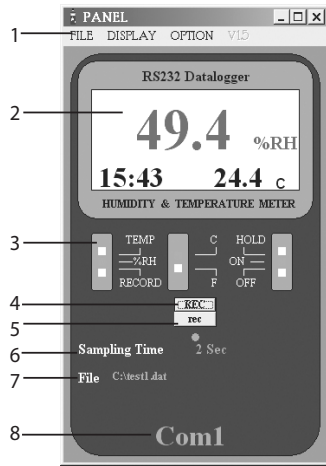 PANEL
1 FILE DISPLAY OPTION V1.5
RS232 Datalogger
2 49.4 %RH
15:43 24.4 C
HUMIDITY & TEMPERATURE METER
3 TEMP C HOLD
%RH ON
RECORD F OFF
4 REC
5 rec
6 Sampling Time 2 Sec
7 File C:\test1.dat
8 Com1